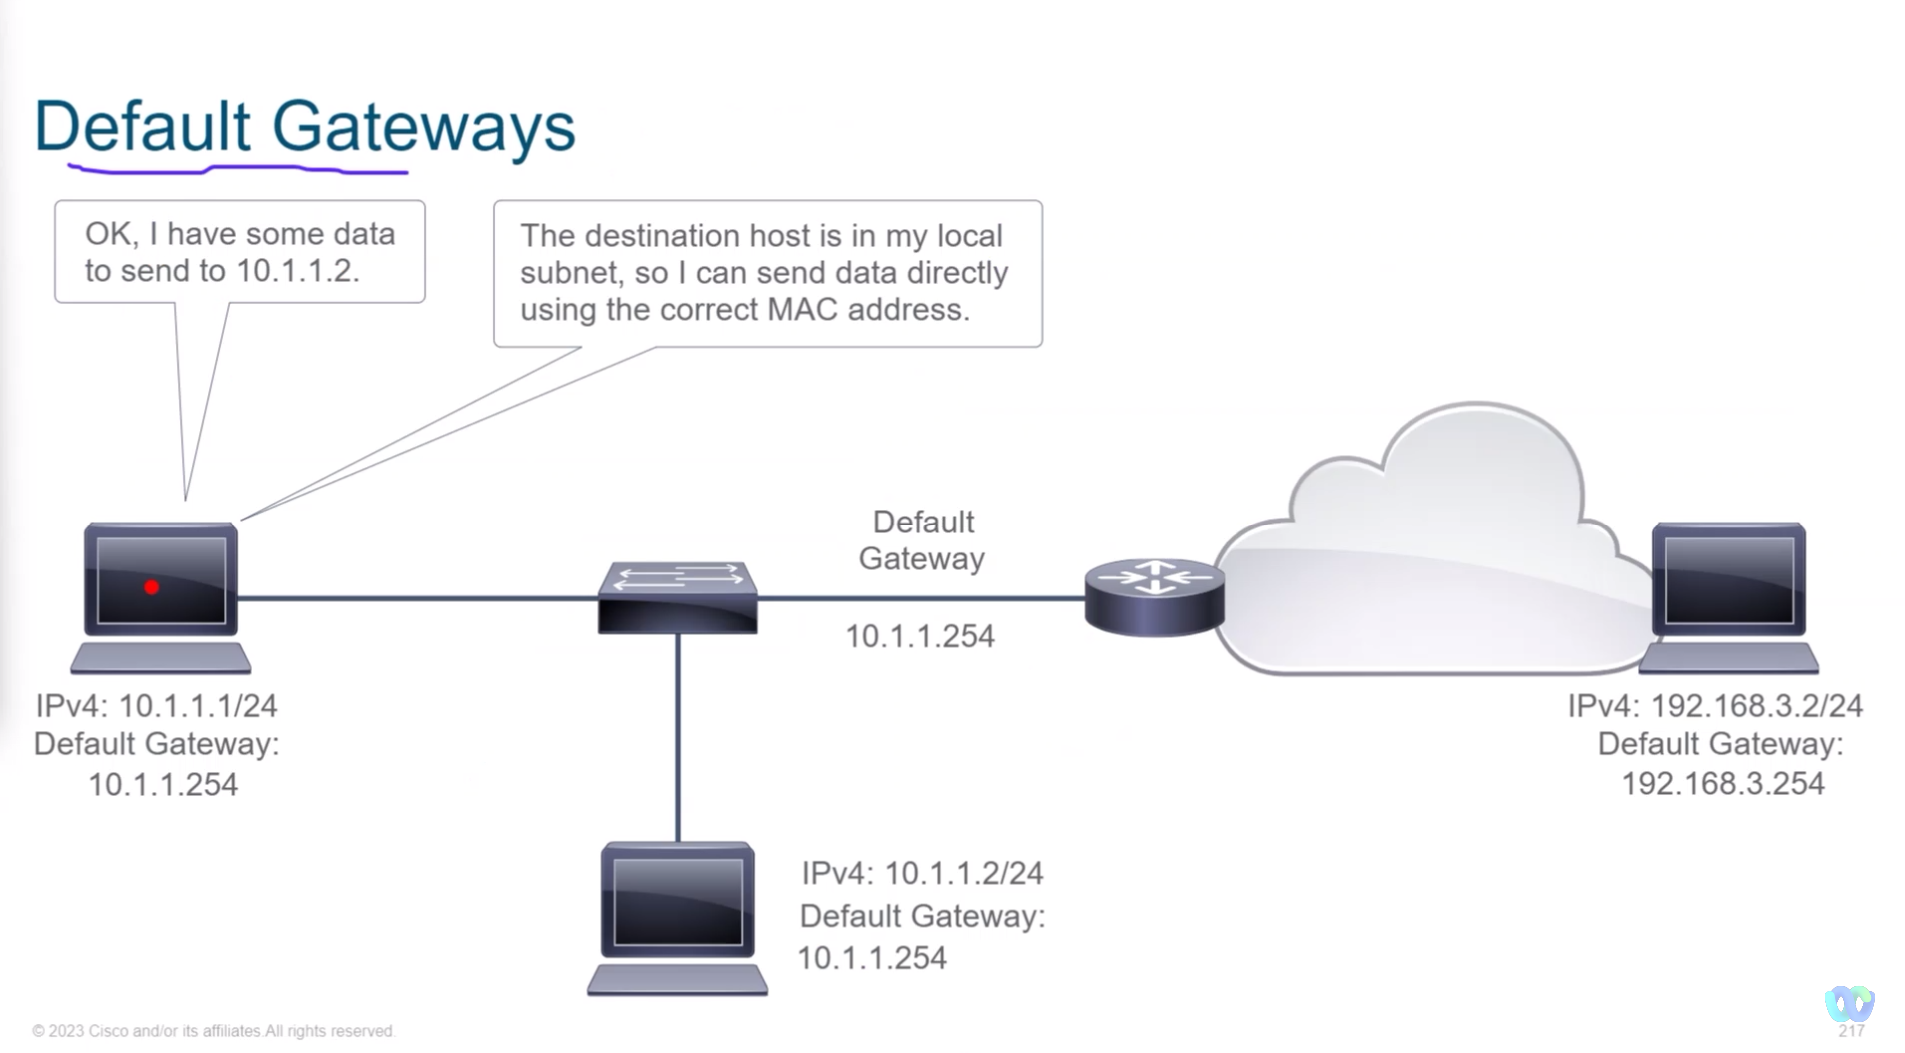 Default Gateways
OK, I have some data
to send to 10.1.1.2.
The destination host is in my local
subnet, so I can send data directly
using the correct MAC address.
Default
Gateway
10.1.1.254
IPv4: 10.1.1.1/24
Default Gateway:
10.1.1.254
IPv4: 192.168.3.2/24
Default Gateway:
192.168.3.254
IPv4: 10.1.1.2/24
Default Gateway:
10.1.1.254
© 2023 Cisco and/or its affiliates.All rights reserved.
217